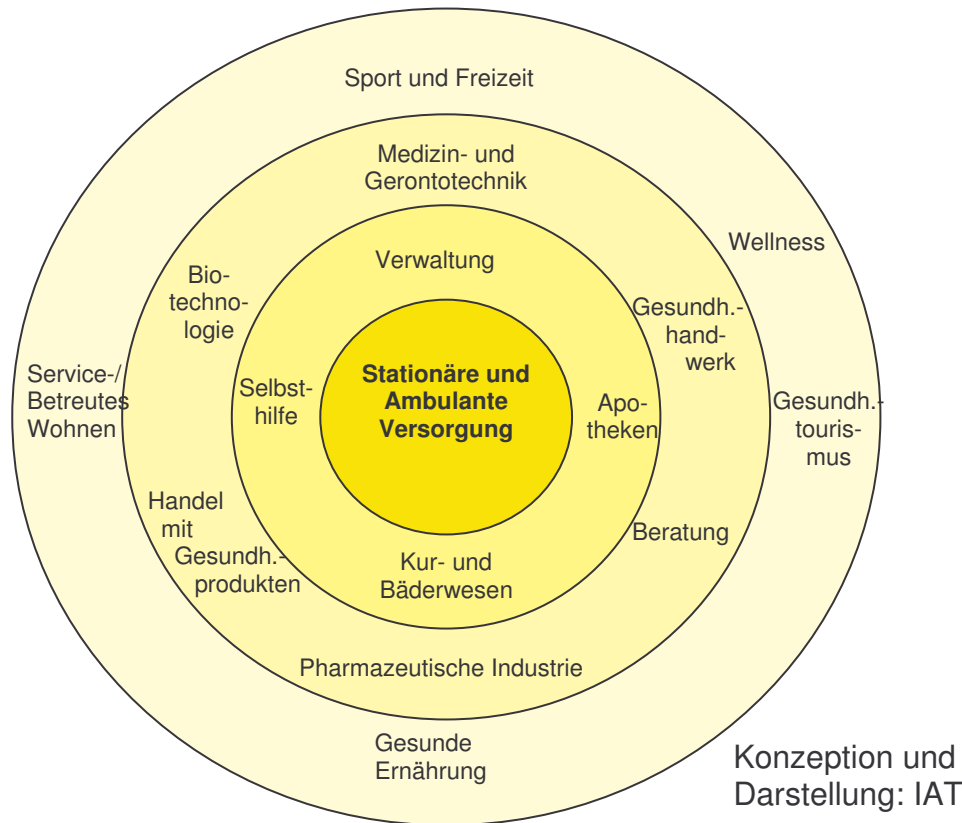 Sport und Freizeit
Medizin- und
Gerontotechnik
Wellness
Verwaltung
Bio-
techno-
logie
Gesundh.-
hand-
werk
Service-/
Betreutes
Wohnen
Selbst-
hilfe
Stationäre und
Ambulante
Versorgung
Apo-
theken
Gesundh.-
touris-
mus
Handel
mit
Gesundh.-
produkten
Beratung
Kur- und
Bäderwesen
Pharmazeutische Industrie
Gesunde
Ernährung
Konzeption und
Darstellung: IAT